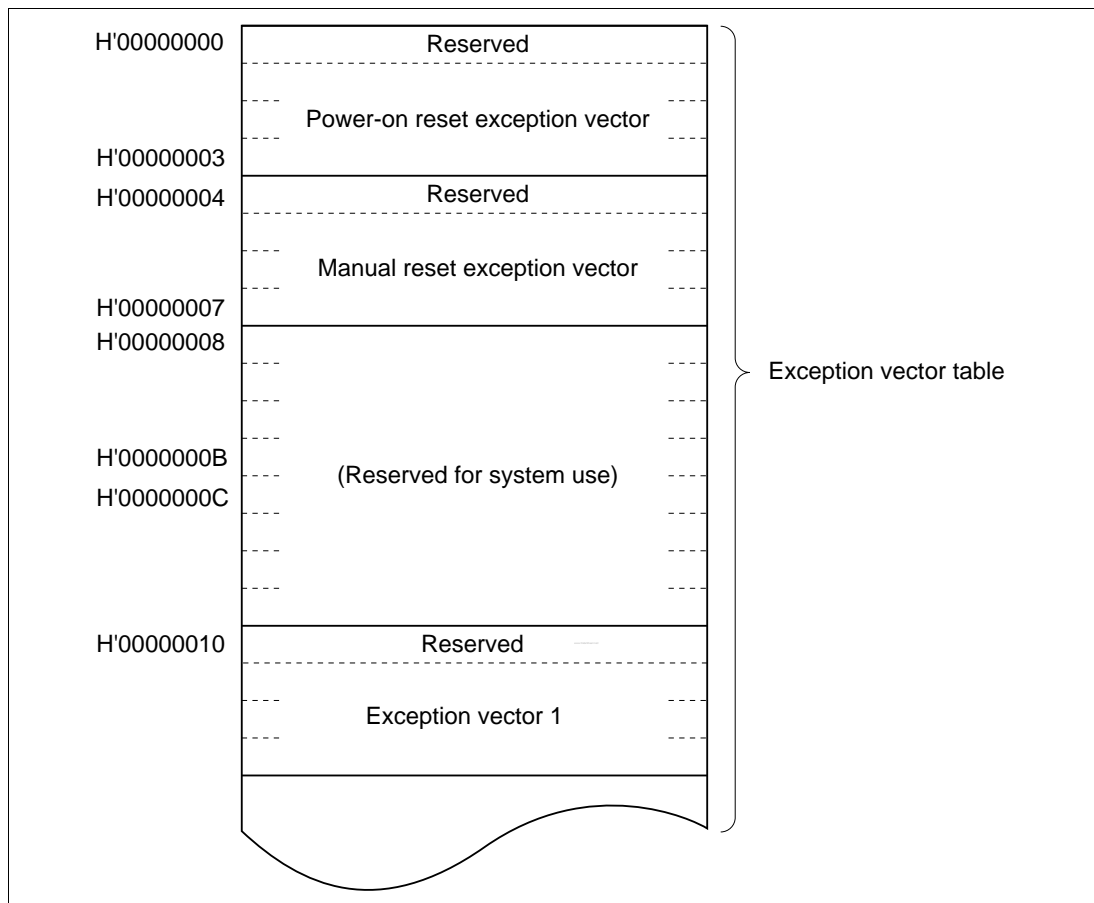 H'00000000
Reserved
Power-on reset exception vector
H'00000003
H'00000004
Reserved
Manual reset exception vector
H'00000007
H'00000008
Exception vector table
H'0000000B
(Reserved for system use)
H'0000000C
H'00000010
Reserved
Exception vector 1